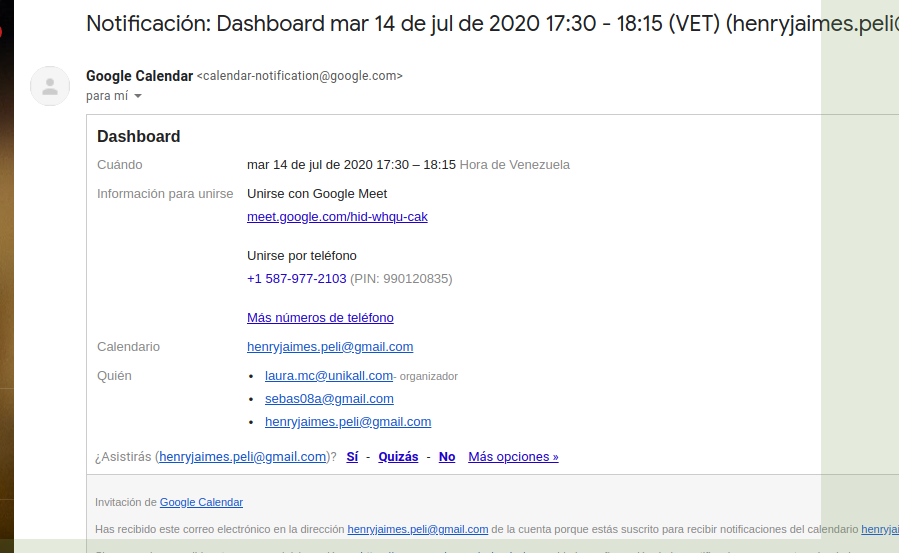 Notificación: Dashboard mar 14 de jul de 2020 17:30 - 18:15 (VET) (henryjaimes.peli@
Google Calendar <calendar-notification@google.com>
para mí
Dashboard
Cuándo mar 14 de jul de 2020 17:30 – 18:15 Hora de Venezuela
Información para unirse Unirse con Google Meet
meet.google.com/hid-whqu-cak
Unirse por teléfono
+1 587-977-2103 (PIN: 990120835)
Más números de teléfono
Calendario henryjaimes.peli@gmail.com
Quién • laura.mc@unikall.com- organizador
• sebas08a@gmail.com
• henryjaimes.peli@gmail.com
¿Asistirás (henryjaimes.peli@gmail.com)? Sí - Quizás - No Más opciones »
Invitación de Google Calendar
Has recibido este correo electrónico en la dirección henryjaimes.peli@gmail.com de la cuenta porque estás suscrito para recibir notificaciones del calendario henryjai